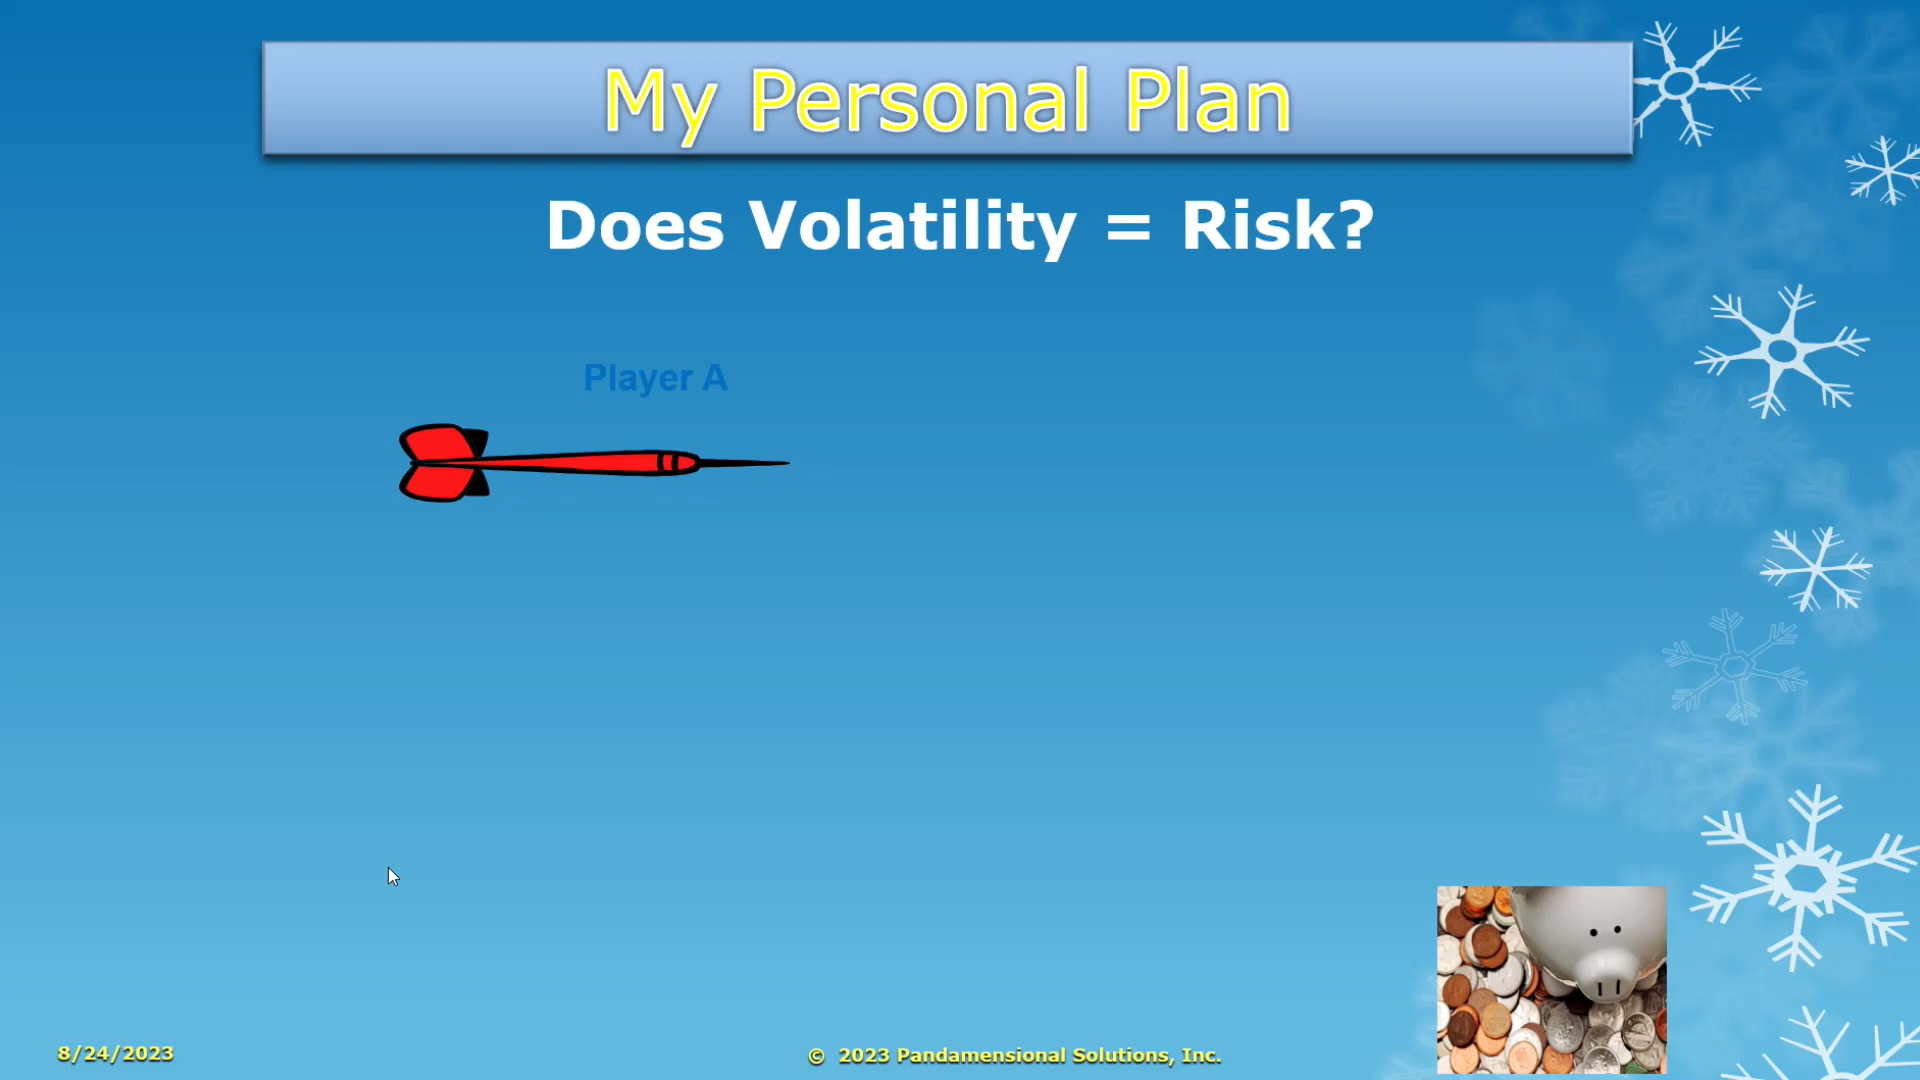 My Personal Plan
Does Volatility = Risk?
Player A
8/24/2023
© 2023 Pandamensional Solutions, Inc.